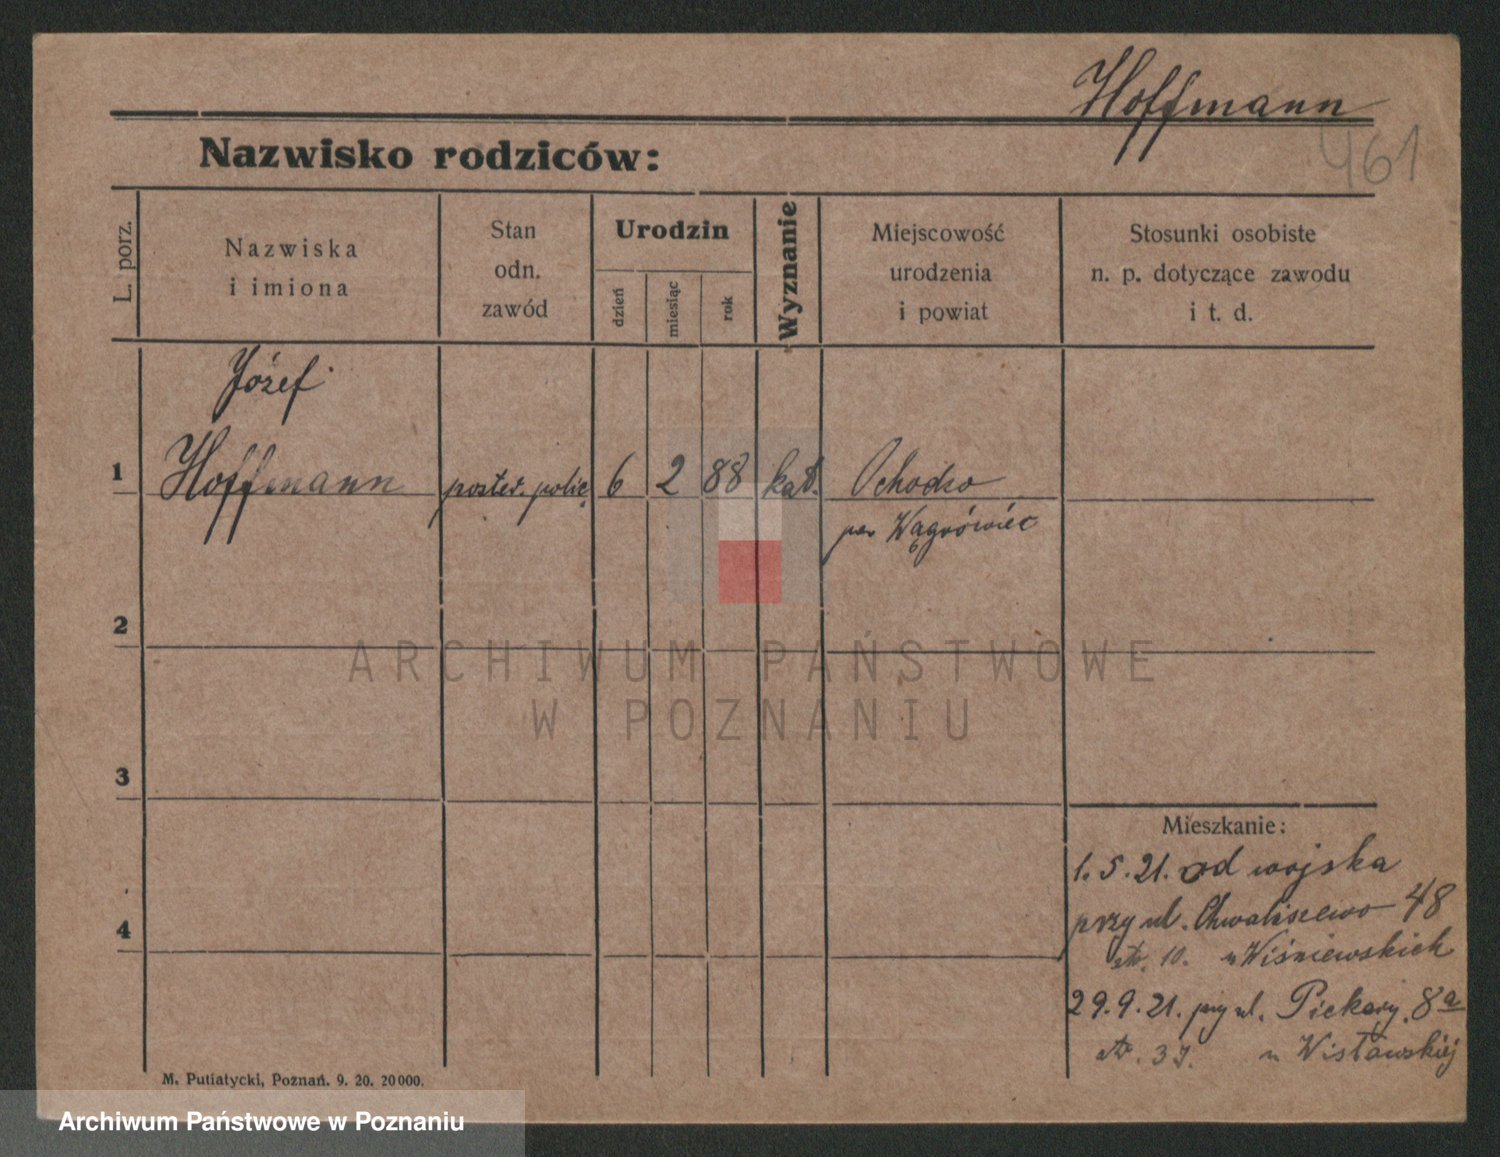 Hoffmann
461
Nazwisko rodziców:
L. porz.
Nazwiska
i imiona
Stan
odn.
zawód
Urodzin
dzień
miesiąc
rok
Wyznanie
Miejscowość
urodzenia
i powiat
Stosunki osobiste
n. p. dotyczące zawodu
i t. d.
Józef
1 Hoffmann poster. polic. 6 2 88 kat. Ochodza
pow Wągrówiec
2
ARCHIWUM PAŃSTWOWE
W POZNANIU
3
Mieszkanie:
1. 5. 21. od wojska
przy ul. Chwaliszewo 48
4
str. 10. u Wiśniewskich
29. 9. 21. przy ul. Piekary. 8a
str. u Wisławskiej
M. Putiatycki, Poznań. 9. 20. 20000.
Archiwum Państwowe w Poznaniu